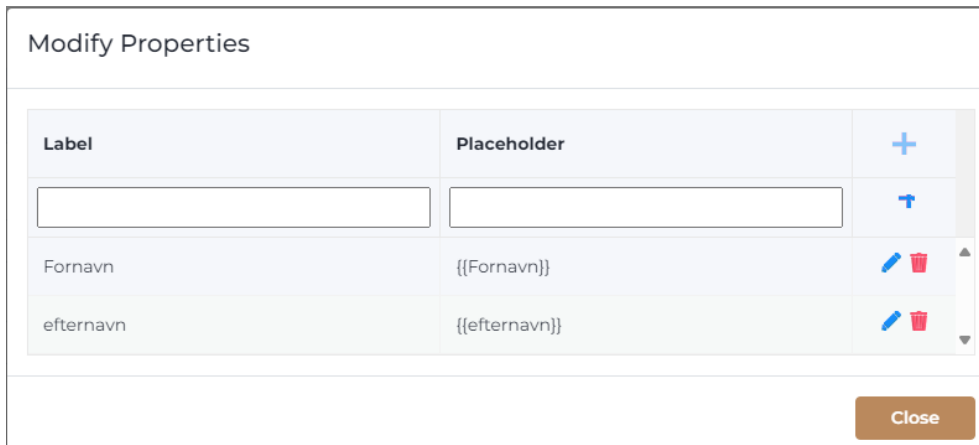 Modify Properties
Label Placeholder
Fornavn {{Fornavn}}
efternavn {{efternavn}}
Close